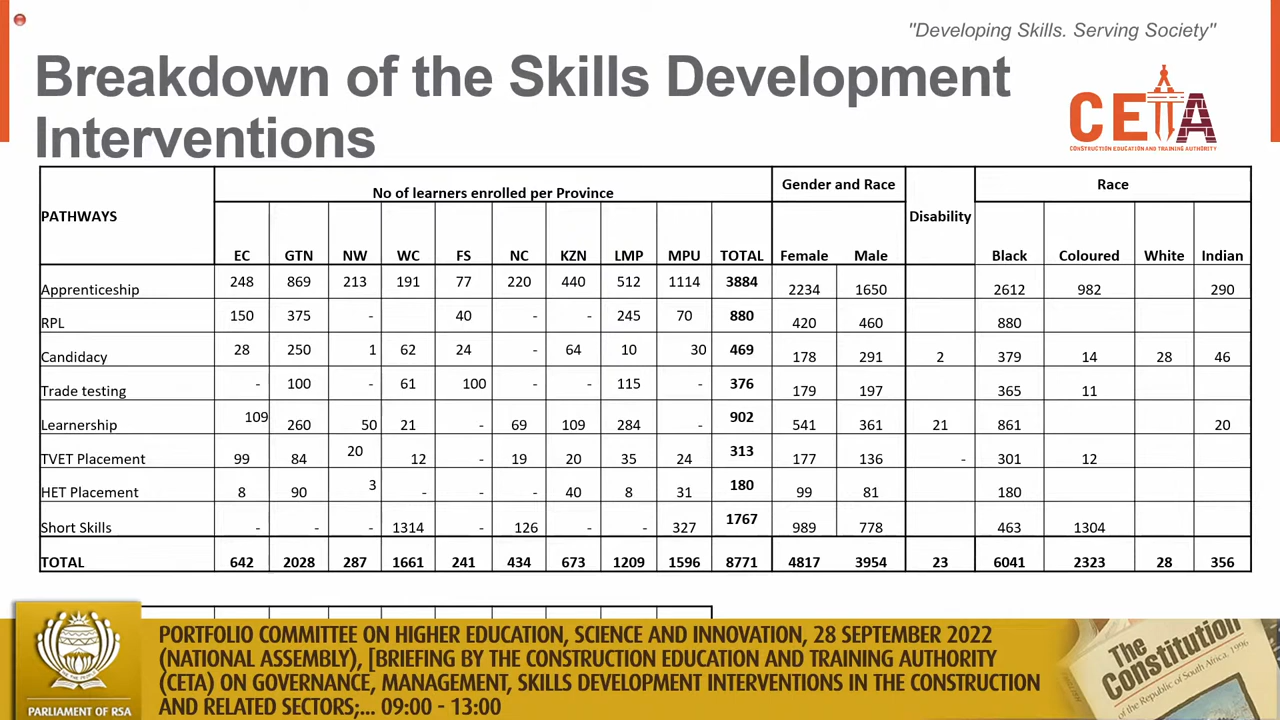 "Developing Skills. Serving Society"
Breakdown of the Skills Development
Interventions
CETA
CONSTRUCTION EDUCATION AND TRAINING AUTHORITY
PATHWAYS No of learners enrolled per Province Gender and Race Disability Race
EC GTN NW WC FS NC KZN LMP MPU TOTAL Female Male Black Coloured White Indian
Apprenticeship 248 869 213 191 77 220 440 512 1114 3884 2234 1650 2612 982 290
RPL 150 375 - 40 - - 245 70 880 420 460 880
Candidacy 28 250 1 62 24 - 64 10 30 469 178 291 2 379 14 28 46
Trade testing - 100 - 61 100 - - 115 - 376 179 197 365 11
Learnership 109 260 50 21 - 69 109 284 - 902 541 361 21 861 20
TVET Placement 99 84 20 12 - 19 20 35 24 313 177 136 - 301 12
HET Placement 8 90 3 - - - 40 8 31 180 99 81 180
Short Skills - - - 1314 - 126 - - 327 1767 989 778 463 1304
TOTAL 642 2028 287 1661 241 434 673 1209 1596 8771 4817 3954 23 6041 2323 28 356
PORTFOLIO COMMITTEE ON HIGHER EDUCATION, SCIENCE AND INNOVATION, 28 SEPTEMBER 2022
(NATIONAL ASSEMBLY), [BRIEFING BY THE CONSTRUCTION EDUCATION AND TRAINING AUTHORITY
(CETA) ON GOVERNANCE, MANAGEMENT, SKILLS DEVELOPMENT INTERVENTIONS IN THE CONSTRUCTION
AND RELATED SECTORS;... 09:00 - 13:00
PARLIAMENT OF RSA
The
Constitution
of the Republic of South Africa, 1996